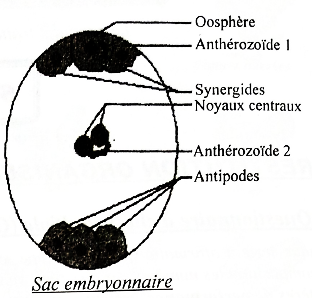 Oosphère
Anthérozoïde 1
Synergides
Noyaux centraux
Anthérozoïde 2
Antipodes
Sac embryonnaire